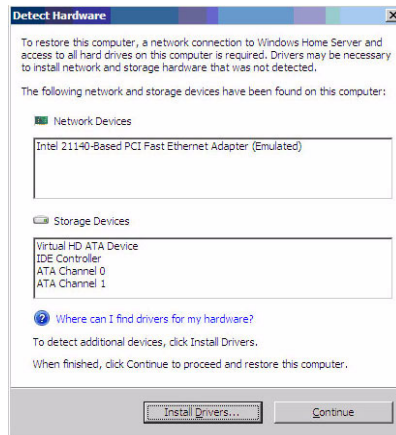 Detect Hardware
To restore this computer, a network connection to Windows Home Server and
access to all hard drives on this computer is required. Drivers may be necessary
to install network and storage hardware that was not detected.
The following network and storage devices have been found on this computer:
Network Devices
Intel 21140-Based PCI Fast Ethernet Adapter (Emulated)
Storage Devices
Virtual HD ATA Device
IDE Controller
ATA Channel 0
ATA Channel 1
Where can I find drivers for my hardware?
To detect additional devices, click Install Drivers.
When finished, click Continue to proceed and restore this computer.
Install Drivers... Continue